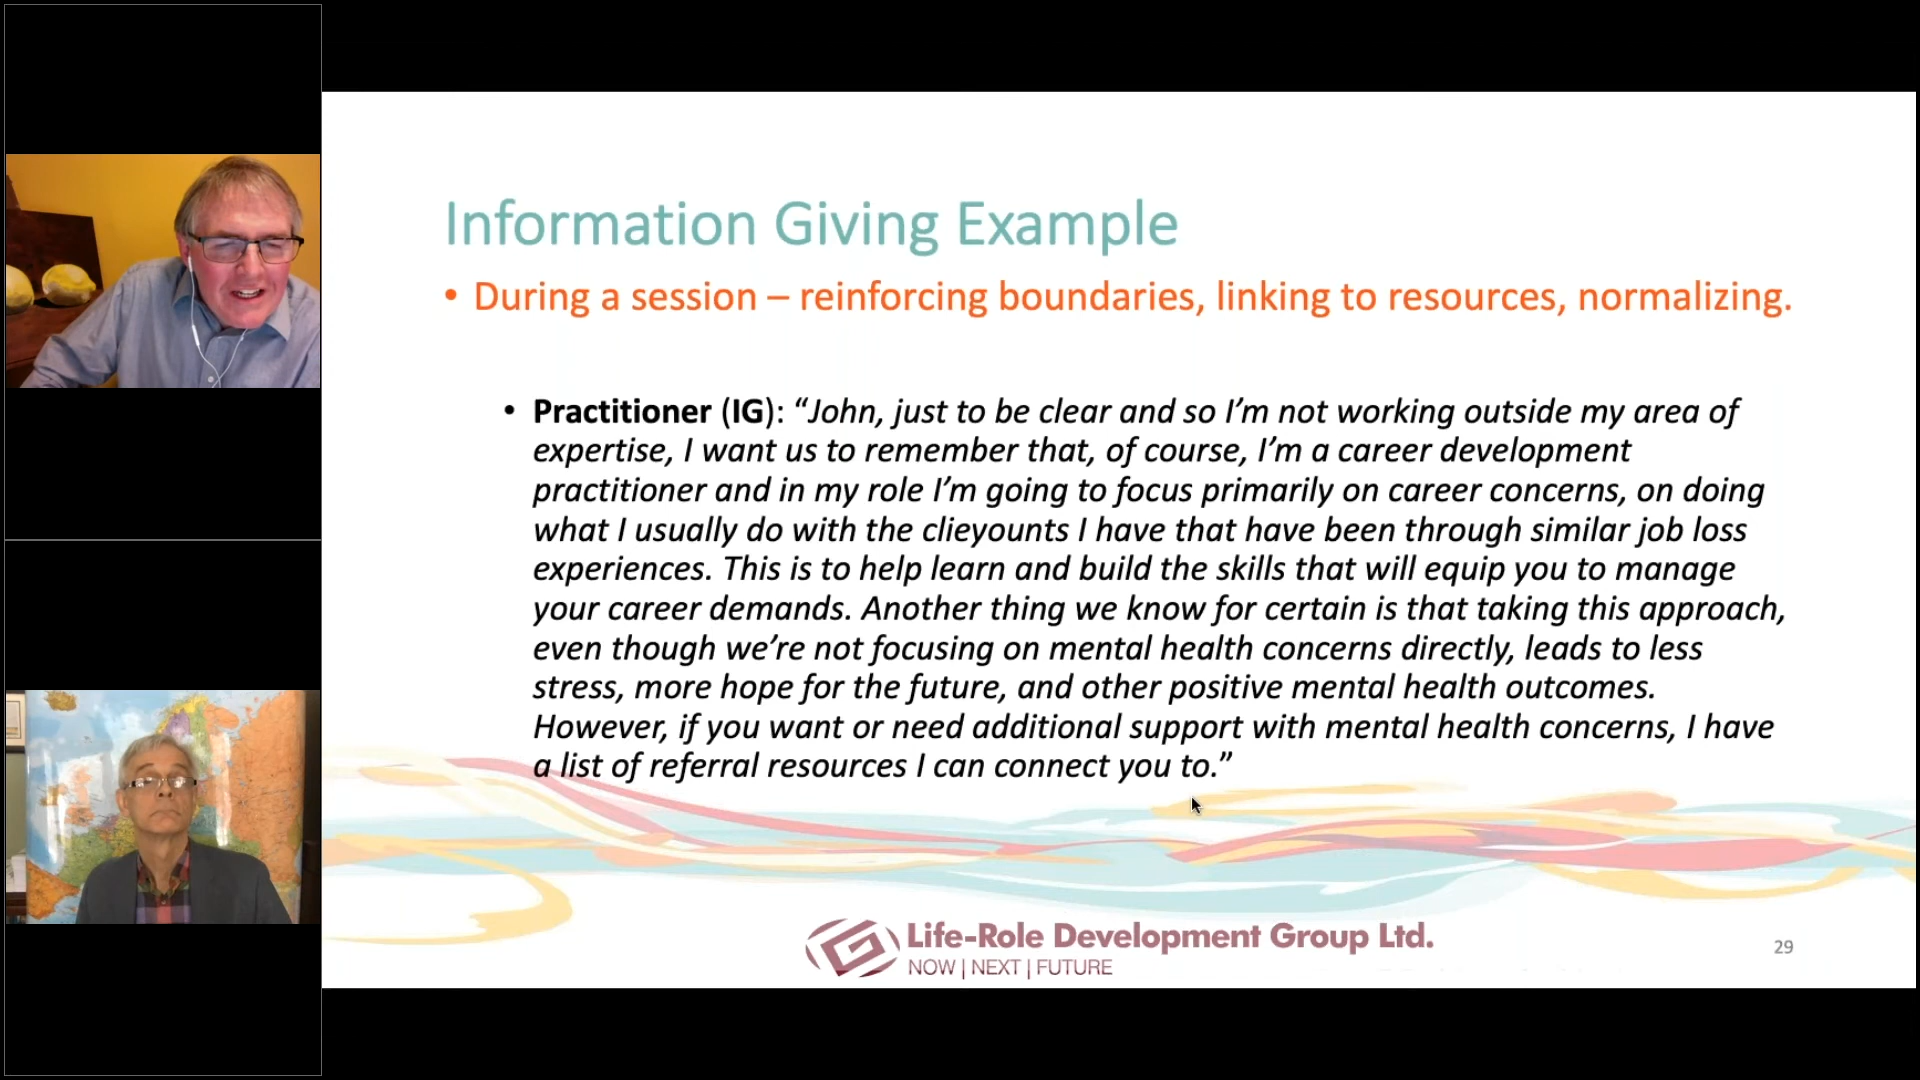 Information Giving Example
• During a session – reinforcing boundaries, linking to resources, normalizing.
• Practitioner (IG): “John, just to be clear and so I’m not working outside my area of
expertise, I want us to remember that, of course, I’m a career development
practitioner and in my role I’m going to focus primarily on career concerns, on doing
what I usually do with the clieyounts I have that have been through similar job loss
experiences. This is to help learn and build the skills that will equip you to manage
your career demands. Another thing we know for certain is that taking this approach,
even though we’re not focusing on mental health concerns directly, leads to less
stress, more hope for the future, and other positive mental health outcomes.
However, if you want or need additional support with mental health concerns, I have
a list of referral resources I can connect you to.”
Life-Role Development Group Ltd.
NOW | NEXT | FUTURE
29